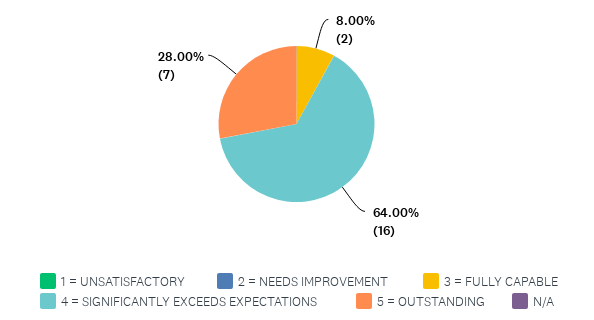 8.00%
(2)
28.00%
(7)
64.00%
(16)
1 = UNSATISFACTORY
2 = NEEDS IMPROVEMENT
3 = FULLY CAPABLE
4 = SIGNIFICANTLY EXCEEDS EXPECTATIONS
5 = OUTSTANDING
N/A